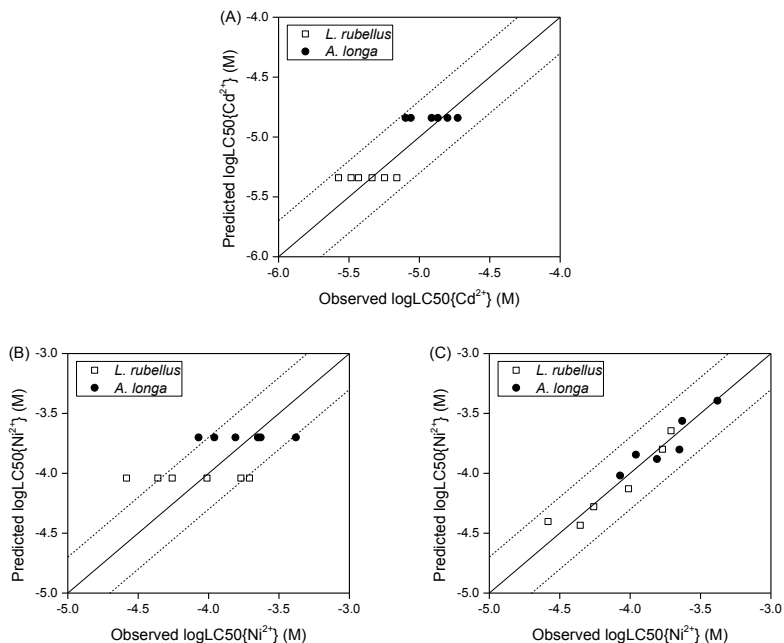 (A)
L. rubellus
A. longa
Predicted logLC50{Cd²⁺} (M)
-4.0
-4.5
-5.0
-5.5
-6.0
-6.0 -5.5 -5.0 -4.5 -4.0
Observed logLC50{Cd²⁺} (M)
(B)
L. rubellus
A. longa
Predicted logLC50{Ni²⁺} (M)
-3.0
-3.5
-4.0
-4.5
-5.0
-5.0 -4.5 -4.0 -3.5 -3.0
Observed logLC50{Ni²⁺} (M)
(C)
L. rubellus
A. longa
Predicted logLC50{Ni²⁺} (M)
-3.0
-3.5
-4.0
-4.5
-5.0
-5.0 -4.5 -4.0 -3.5 -3.0
Observed logLC50{Ni²⁺} (M)